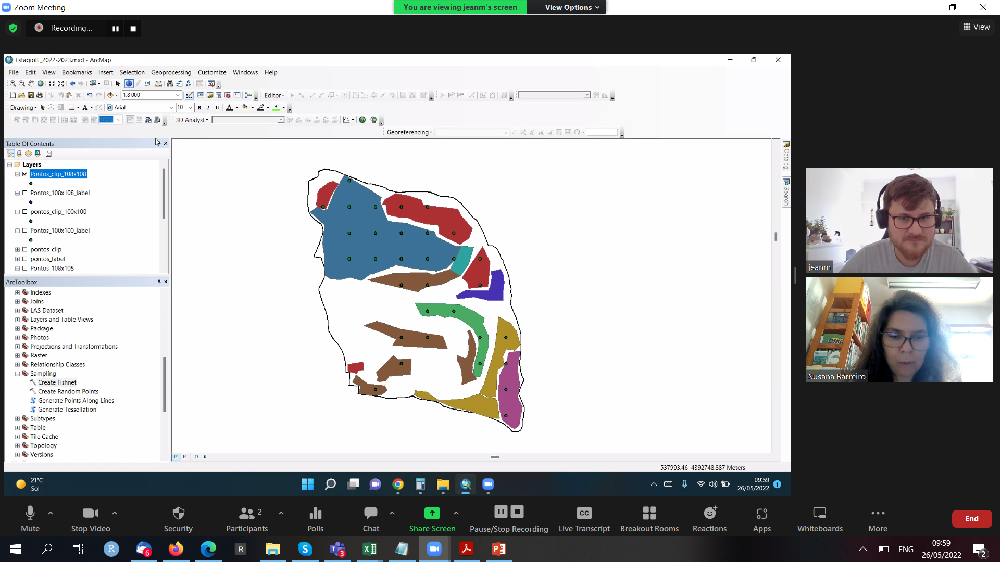 Zoom Meeting
You are viewing jeanm's screen
View Options
Recording...
View
EstagioIF_2022-2023.mxd - ArcMap
File Edit View Bookmarks Insert Selection Geoprocessing Customize Windows Help
1:8 000
Editor
Drawing
A
Arial
10
B I U A
100%
3D Analyst
Georeferencing
Table Of Contents
Layers
Pontos_clip_108x108
Pontos_108x108_label
pontos_clip_100x100
Pontos_100x100_label
pontos_clip
pontos_label
Pontos_108x108
Catalog
Search
ArcToolbox
Indexes
Joins
LAS Dataset
Layers and Table Views
Package
Photos
Projections and Transformations
Raster
Relationship Classes
Sampling
Create Fishnet
Create Random Points
Generate Points Along Lines
Generate Tessellation
Subtypes
Table
Tile Cache
Topology
Versions
537993.46 4392748.887 Meters
jeanm
Susana Barreiro
21°C
Sol
09:59
26/05/2022
1
Mute
Stop Video
Security
Participants
2
Polls
Chat
Share Screen
Pause/Stop Recording
CC
Live Transcript
Breakout Rooms
Reactions
Apps
Whiteboards
More
End
R
6
R
3
ENG
09:59
26/05/2022
2